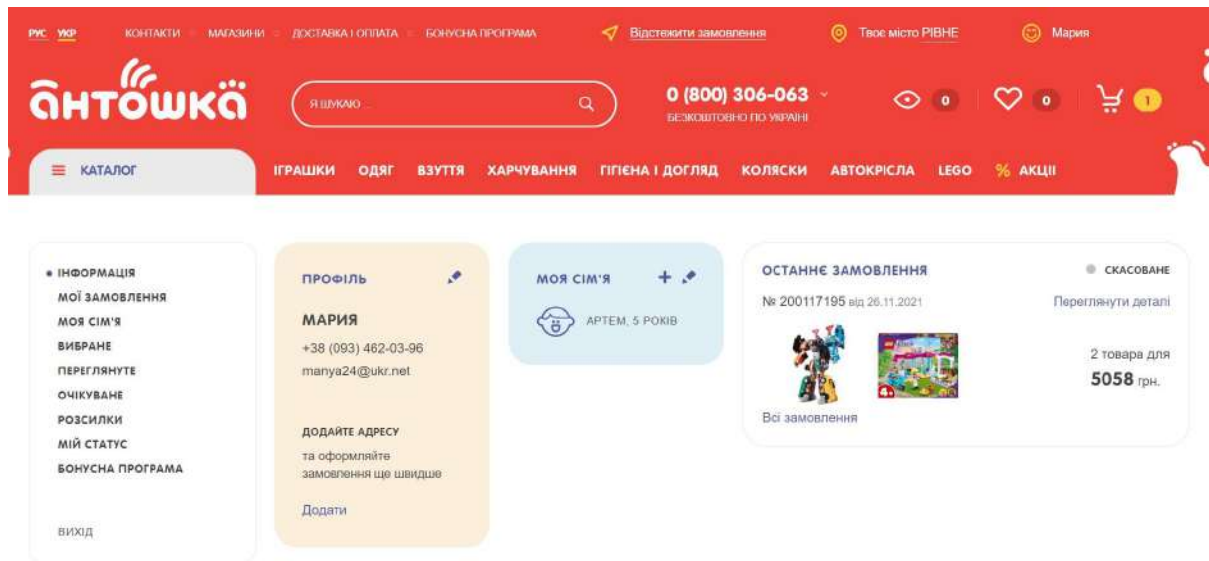 РУС УКР КОНТАКТИ МАГАЗИНИ ДОСТАВКА І ОПЛАТА БОНУСНА ПРОГРАМА Відстежити замовлення Твоє місто РІВНЕ Мария
антошка
Я ШУКАЮ ... 0 (800) 306-063 0 0 1
БЕЗКОШТОВНО ПО УКРАЇНІ
КАТАЛОГ ІГРАШКИ ОДЯГ ВЗУТТЯ ХАРЧУВАННЯ ГІГІЄНА І ДОГЛЯД КОЛЯСКИ АВТОКРІСЛА LEGO % АКЦІЇ
ІНФОРМАЦІЯ
МОЇ ЗАМОВЛЕННЯ
МОЯ СІМ'Я
ВИБРАНЕ
ПЕРЕГЛЯНУТЕ
ОЧІКУВАНЕ
РОЗСИЛКИ
МІЙ СТАТУС
БОНУСНА ПРОГРАМА
ВИХІД
ПРОФІЛЬ
МАРИЯ
+38 (093) 462-03-96
manya24@ukr.net
ДОДАЙТЕ АДРЕСУ
та оформляйте
замовлення ще швидше
Додати
МОЯ СІМ'Я
АРТЕМ, 5 РОКІВ
ОСТАННЄ ЗАМОВЛЕННЯ СКАСОВАНЕ
№ 200117195 від 26.11.2021 Переглянути деталі
2 товара для
5058 грн.
Всі замовлення